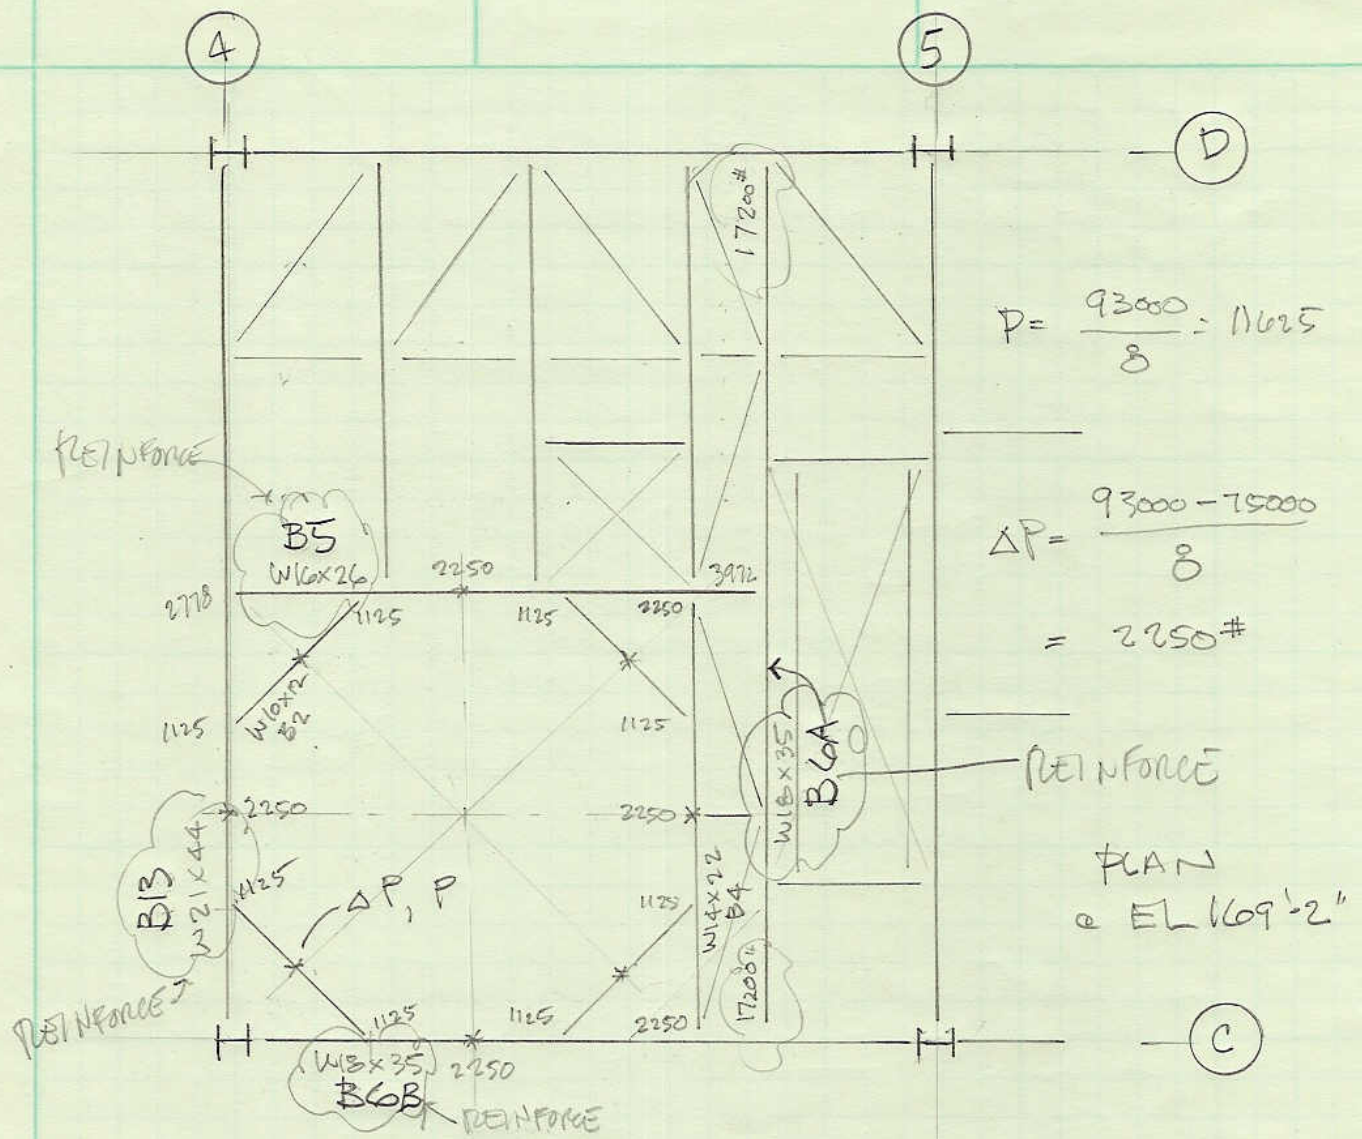 4
5
D
17200#
P = 93000 / 8 = 11625
REINFORCE
B5
W16x26
2250
3972
ΔP = 93000 - 75000 / 8
2778
1125
1125
2250
= 2250#
W10x12
B2
1125
1125
W18x35
B6A
REINFORCE
2250
2250
B13
W21x44
1125
ΔP, P
1125
W14x22
B4
PLAN
@ EL 169'-2"
17200#
REINFORCE
1125
1125
2250
C
W18x35
2250
B6B
REINFORCE